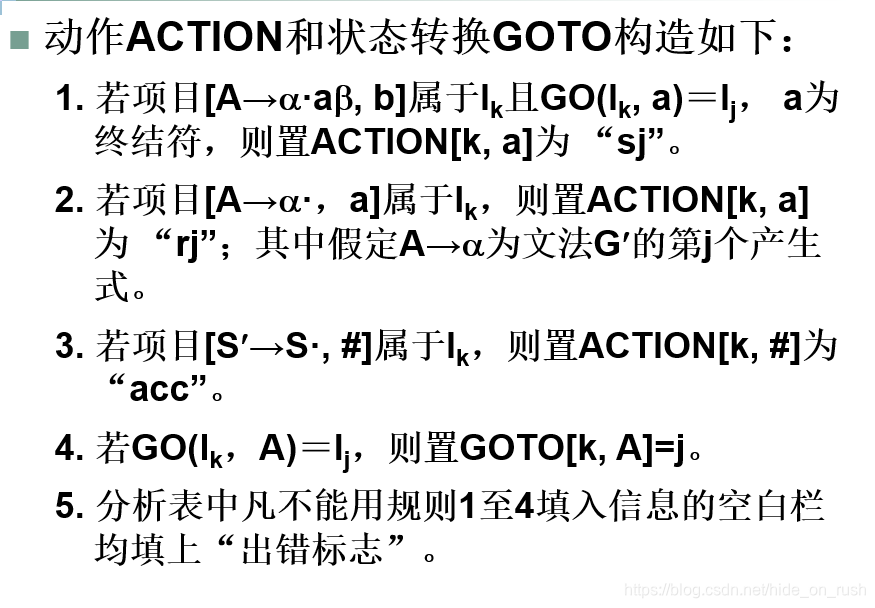 动作ACTION和状态转换GOTO构造如下：
1. 若项目[A→α·aβ, b]属于Ik且GO(Ik, a)＝Ij， a为
终结符，则置ACTION[k, a]为 “sj”。
2. 若项目[A→α·，a]属于Ik，则置ACTION[k, a]
为 “rj”；其中假定A→α为文法G′的第j个产生
式。
3. 若项目[S′→S·, #]属于Ik，则置ACTION[k, #]为
“acc”。
4. 若GO(Ik，A)＝Ij，则置GOTO[k, A]=j。
5. 分析表中凡不能用规则1至4填入信息的空白栏
均填上“出错标志”。
https://blog.csdn.net/hide_on_rush